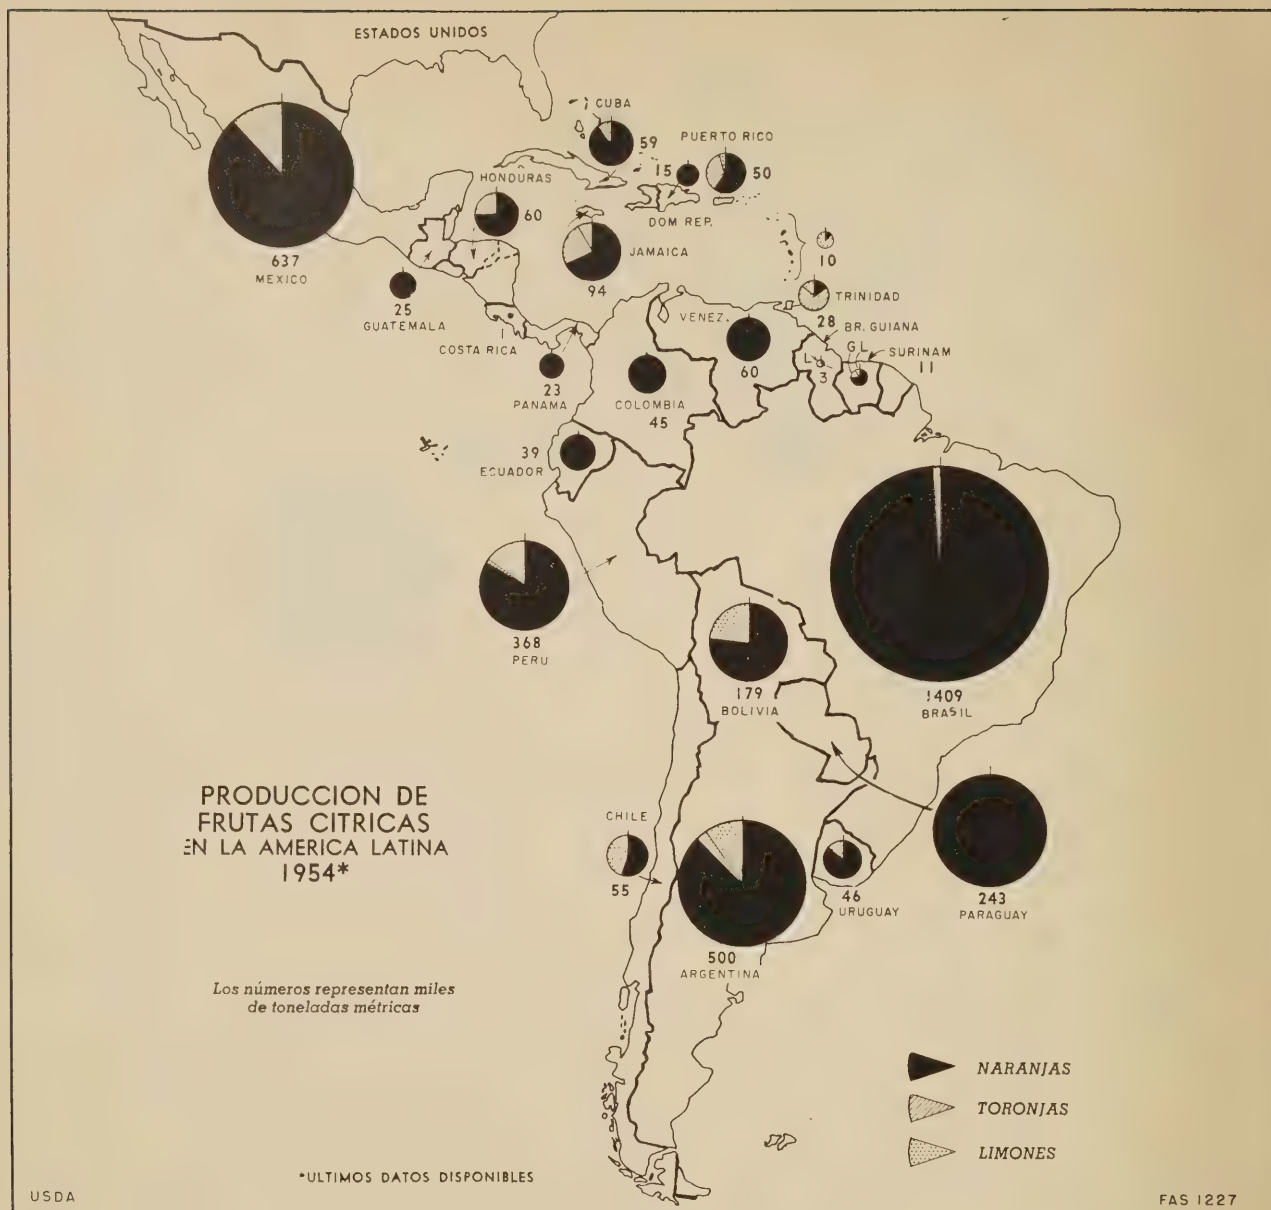 ESTADOS UNIDOS
CUBA
59
PUERTO RICO
50
15
DOM REP.
HONDURAS
60
JAMAICA
94
637
MEXICO
25
GUATEMALA
COSTA RICA
1
10
TRINIDAD
28
BR. GUIANA
VENEZ.
60
G L
SURINAM
11
L
3
23
PANAMA
COLOMBIA
45
39
ECUADOR
368
PERU
179
BOLIVIA
1409
BRASIL
PRODUCCION DE
FRUTAS CITRICAS
EN LA AMERICA LATINA
1954*
CHILE
55
500
ARGENTINA
46
URUGUAY
243
PARAGUAY
Los números representan miles
de toneladas métricas
NARANJAS
TORONJAS
LIMONES
*ULTIMOS DATOS DISPONIBLES
USDA
FAS 1227